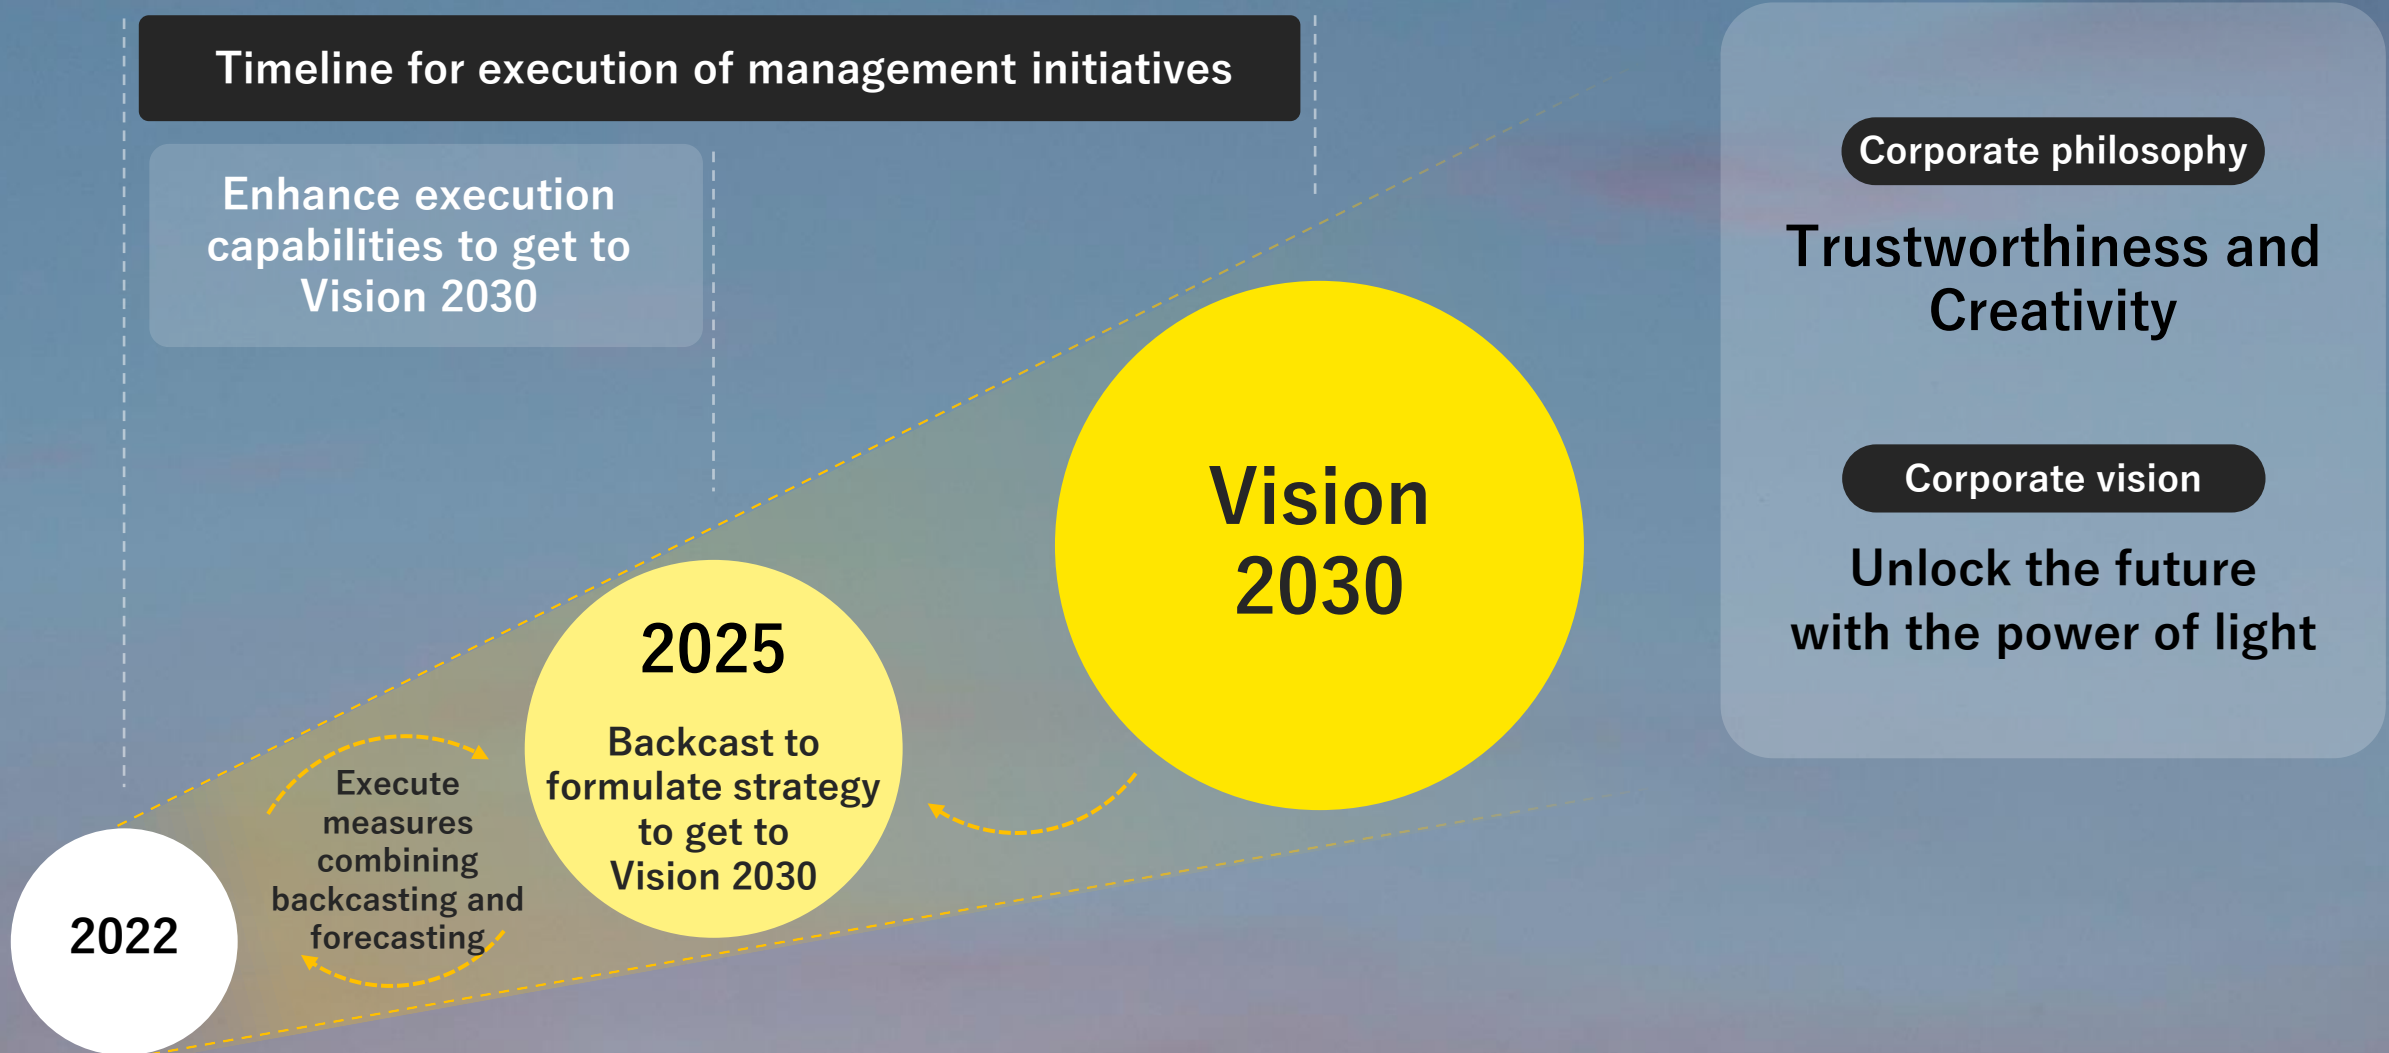 Timeline for execution of management initiatives
Enhance execution
capabilities to get to
Vision 2030
2022
Execute
measures
combining
backcasting and
forecasting
2025
Backcast to
formulate strategy
to get to
Vision 2030
Vision
2030
Corporate philosophy
Trustworthiness and
Creativity
Corporate vision
Unlock the future
with the power of light